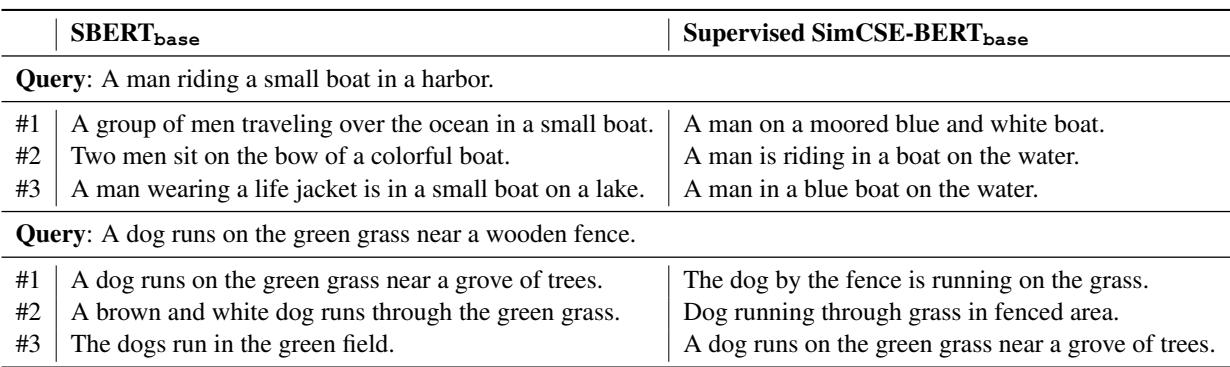 SBERTbase Supervised SimCSE-BERTbase
Query: A man riding a small boat in a harbor.
#1 A group of men traveling over the ocean in a small boat. A man on a moored blue and white boat.
#2 Two men sit on the bow of a colorful boat. A man is riding in a boat on the water.
#3 A man wearing a life jacket is in a small boat on a lake. A man in a blue boat on the water.
Query: A dog runs on the green grass near a wooden fence.
#1 A dog runs on the green grass near a grove of trees. The dog by the fence is running on the grass.
#2 A brown and white dog runs through the green grass. Dog running through grass in fenced area.
#3 The dogs run in the green field. A dog runs on the green grass near a grove of trees.